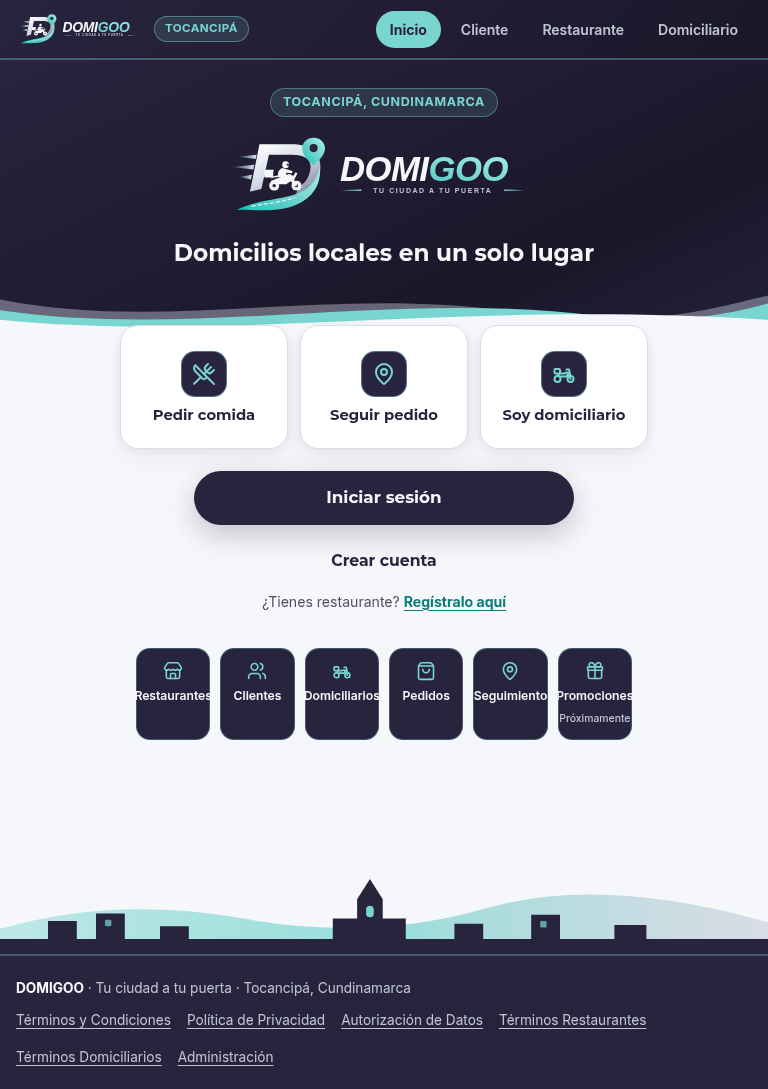 DOMIGOO
TU CIUDAD A TU PUERTA
TOCANCIPÁ
Inicio
Cliente
Restaurante
Domiciliario
TOCANCIPÁ, CUNDINAMARCA
DOMIGOO
TU CIUDAD A TU PUERTA
Domicilios locales en un solo lugar
Pedir comida
Seguir pedido
Soy domiciliario
Iniciar sesión
Crear cuenta
¿Tienes restaurante? Regístralo aquí
Restaurantes
Clientes
Domiciliarios
Pedidos
Seguimiento
Promociones
Próximamente
DOMIGOO · Tu ciudad a tu puerta · Tocancipá, Cundinamarca
Términos y Condiciones Política de Privacidad Autorización de Datos Términos Restaurantes
Términos Domiciliarios Administración